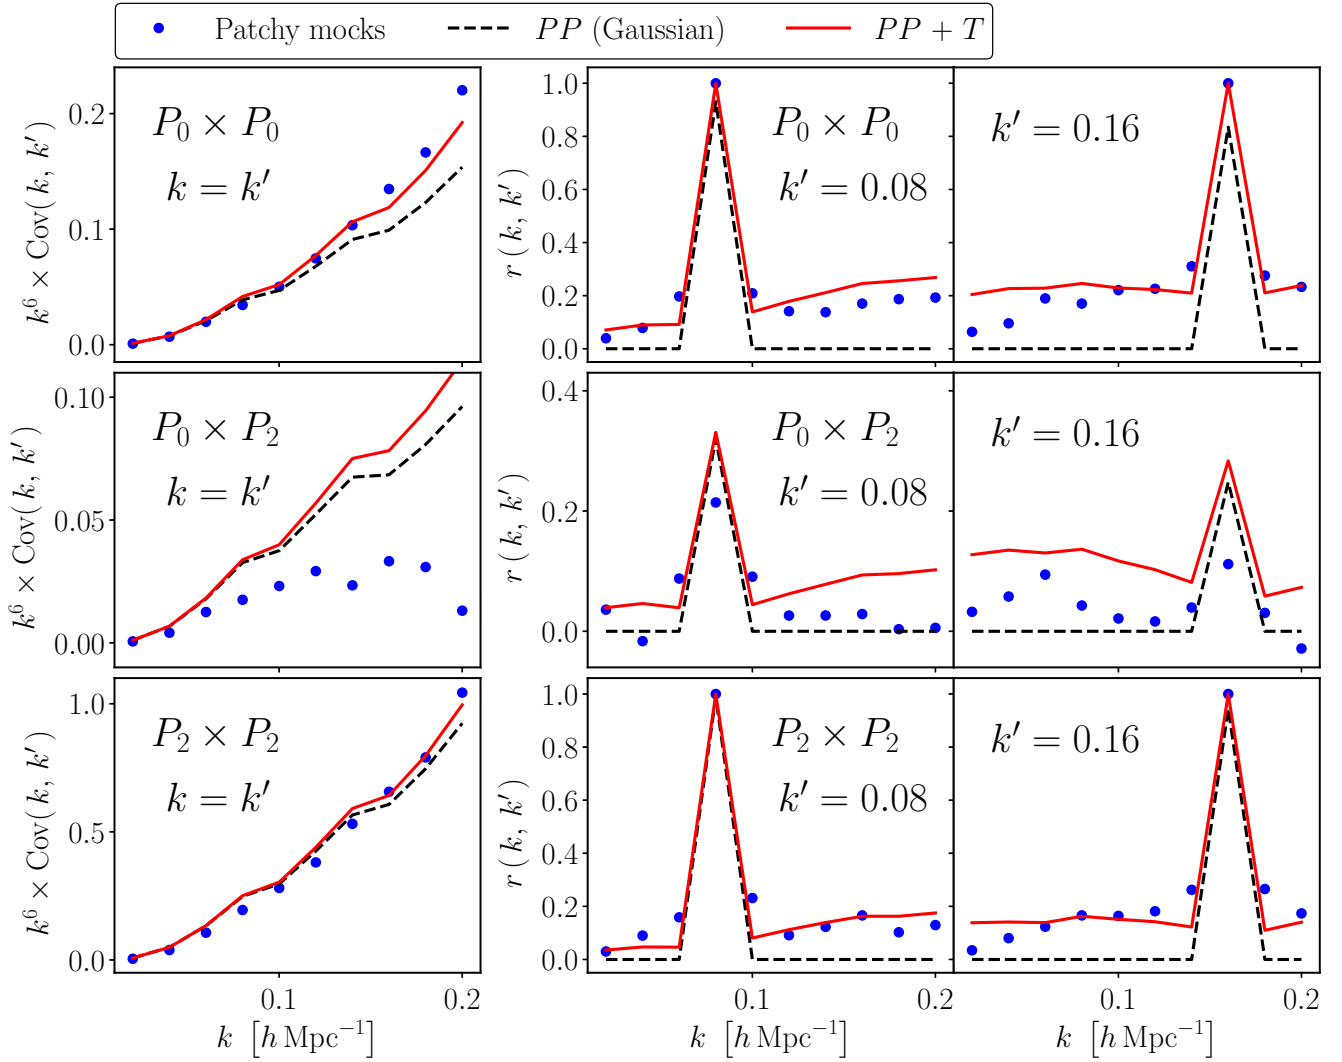 Patchy mocks PP (Gaussian) PP + T
k⁶ × Cov(k, k′)
0.2
0.1
0.0
P₀ × P₀
k = k′
r (k, k′)
1.0
0.8
0.6
0.4
0.2
0.0
P₀ × P₀
k′ = 0.08
k′ = 0.16
k⁶ × Cov(k, k′)
0.10
0.05
0.00
P₀ × P₂
k = k′
r (k, k′)
0.4
0.2
0.0
P₀ × P₂
k′ = 0.08
k′ = 0.16
k⁶ × Cov(k, k′)
1.0
0.5
0.0
P₂ × P₂
k = k′
r (k, k′)
1.0
0.8
0.6
0.4
0.2
0.0
P₂ × P₂
k′ = 0.08
k′ = 0.16
0.1 0.2
0.1 0.2
0.1 0.2
k [h Mpc⁻¹]
k [h Mpc⁻¹]
k [h Mpc⁻¹]